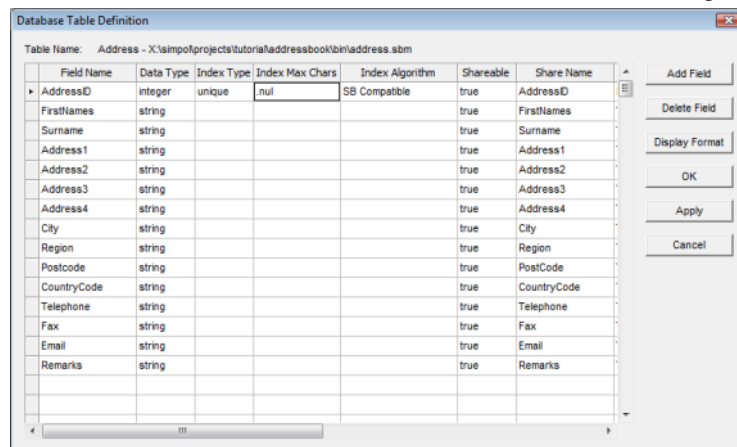 Database Table Definition
Table Name: Address - X:\simpol\projects\tutorial\addressbook\bin\address.sbm
Field Name Data Type Index Type Index Max Chars Index Algorithm Shareable Share Name
AddressID integer unique .nul SB Compatible true AddressID
FirstNames string true FirstNames
Surname string true Surname
Address1 string true Address1
Address2 string true Address2
Address3 string true Address3
Address4 string true Address4
City string true City
Region string true Region
Postcode string true PostCode
CountryCode string true CountryCode
Telephone string true Telephone
Fax string true Fax
Email string true Email
Remarks string true Remarks
Add Field
Delete Field
Display Format
OK
Apply
Cancel